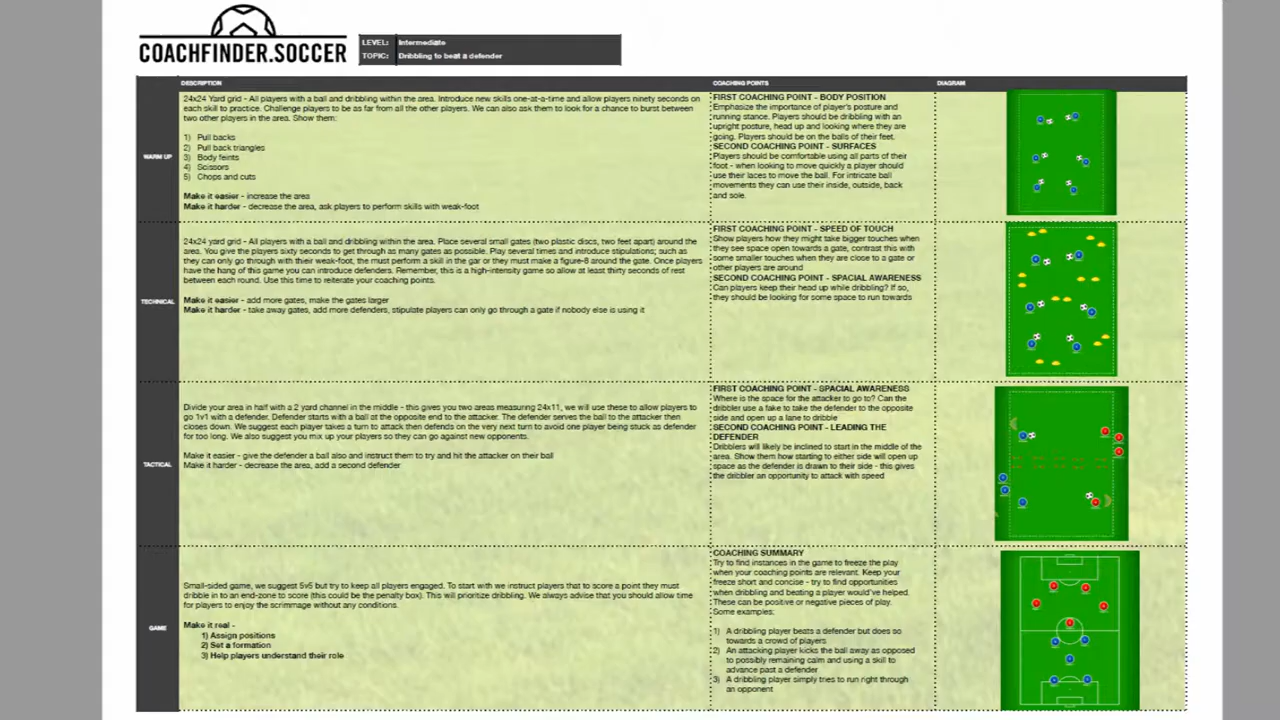 COACHFINDER.SOCCER
LEVEL: Intermediate
TOPIC: Dribbling to beat a defender
DESCRIPTION
COACHING POINTS
DIAGRAM
WARM UP
24x24 Yard grid - All players with a ball and dribbling within the area. Introduce new skills one-at-a-time and allow players ninety seconds on
each skill to practice. Challenge players to be as far from all the other players. We can also ask them to look for a chance to burst between
two other players in the area. Show them:
1) Pull backs
2) Pull back triangles
3) Body feints
4) Scissors
5) Chops and cuts
Make it easier - increase the area
Make it harder - decrease the area, ask players to perform skills with weak-foot
FIRST COACHING POINT - BODY POSITION
Emphasize the importance of player's posture and
running stance. Players should be dribbling with an
upright posture, head up and looking where they are
going. Players should be on the balls of their feet.
SECOND COACHING POINT - SURFACES
Players should be comfortable using all parts of their
foot - when looking to move quickly a player should
use their laces to move the ball. For intricate ball
movements they can use their inside, outside, back
and sole.
TECHNICAL
24x24 yard grid - All players with a ball and dribbling within the area. Place several small gates (two plastic discs, two feet apart) around the
area. You give the players sixty seconds to get through as many gates as possible. Play several times and introduce stipulations; such as
they can only go through with their weak-foot, the must perform a skill in the gar or they must make a figure-8 around the gate. Once players
have the hang of this game you can introduce defenders. Remember, this is a high-intensity game so allow at least thirty seconds of rest
between each round. Use this time to reiterate your coaching points.
Make it easier - add more gates, make the gates larger
Make it harder - take away gates, add more defenders, stipulate players can only go through a gate if nobody else is using it
FIRST COACHING POINT - SPEED OF TOUCH
Show players how they might take bigger touches when
they see space open towards a gate, contrast this with
some smaller touches when they are close to a gate or
other players are around
SECOND COACHING POINT - SPACIAL AWARENESS
Can players keep their head up while dribbling? If so,
they should be looking for some space to run towards
TACTICAL
Divide your area in half with a 2 yard channel in the middle - this gives you two areas measuring 24x11, we will use these to allow players to
go 1v1 with a defender. Defender starts with a ball at the opposite end to the attacker. The defender serves the ball to the attacker then
closes down. We suggest each player takes a turn to attack then defends on the very next turn to avoid one player being stuck as defender
for too long. We also suggest you mix up your players so they can go against new opponents.
Make it easier - give the defender a ball also and instruct them to try and hit the attacker on their ball
Make it harder - decrease the area, add a second defender
FIRST COACHING POINT - SPACIAL AWARENESS
Where is the space for the attacker to go to? Can the
dribbler use a fake to take the defender to the opposite
side and open up a lane to dribble
SECOND COACHING POINT - LEADING THE
DEFENDER
Dribblers will likely be inclined to start in the middle of the
area. Show them how starting to either side will open up
space as the defender is drawn to their side - this gives
the dribbler an opportunity to attack with speed
GAME
Small-sided game, we suggest 5v5 but try to keep all players engaged. To start with we instruct players that to score a point they must
dribble in to an end-zone to score (this could be the penalty box). This will prioritize dribbling. We always advise that you should allow time
for players to enjoy the scrimmage without any conditions.
Make it real -
1) Assign positions
2) Set a formation
3) Help players understand their role
COACHING SUMMARY
Try to find instances in the game to freeze the play
when your coaching points are relevant. Keep your
freeze short and concise - try to find opportunities
when dribbling and beating a player would've helped.
These can be positive or negative pieces of play.
Some examples:
1) A dribbling player beats a defender but does so
towards a crowd of players
2) An attacking player kicks the ball away as opposed
to possibly remaining calm and using a skill to
advance past a defender
3) A dribbling player simply tries to run right through
an opponent